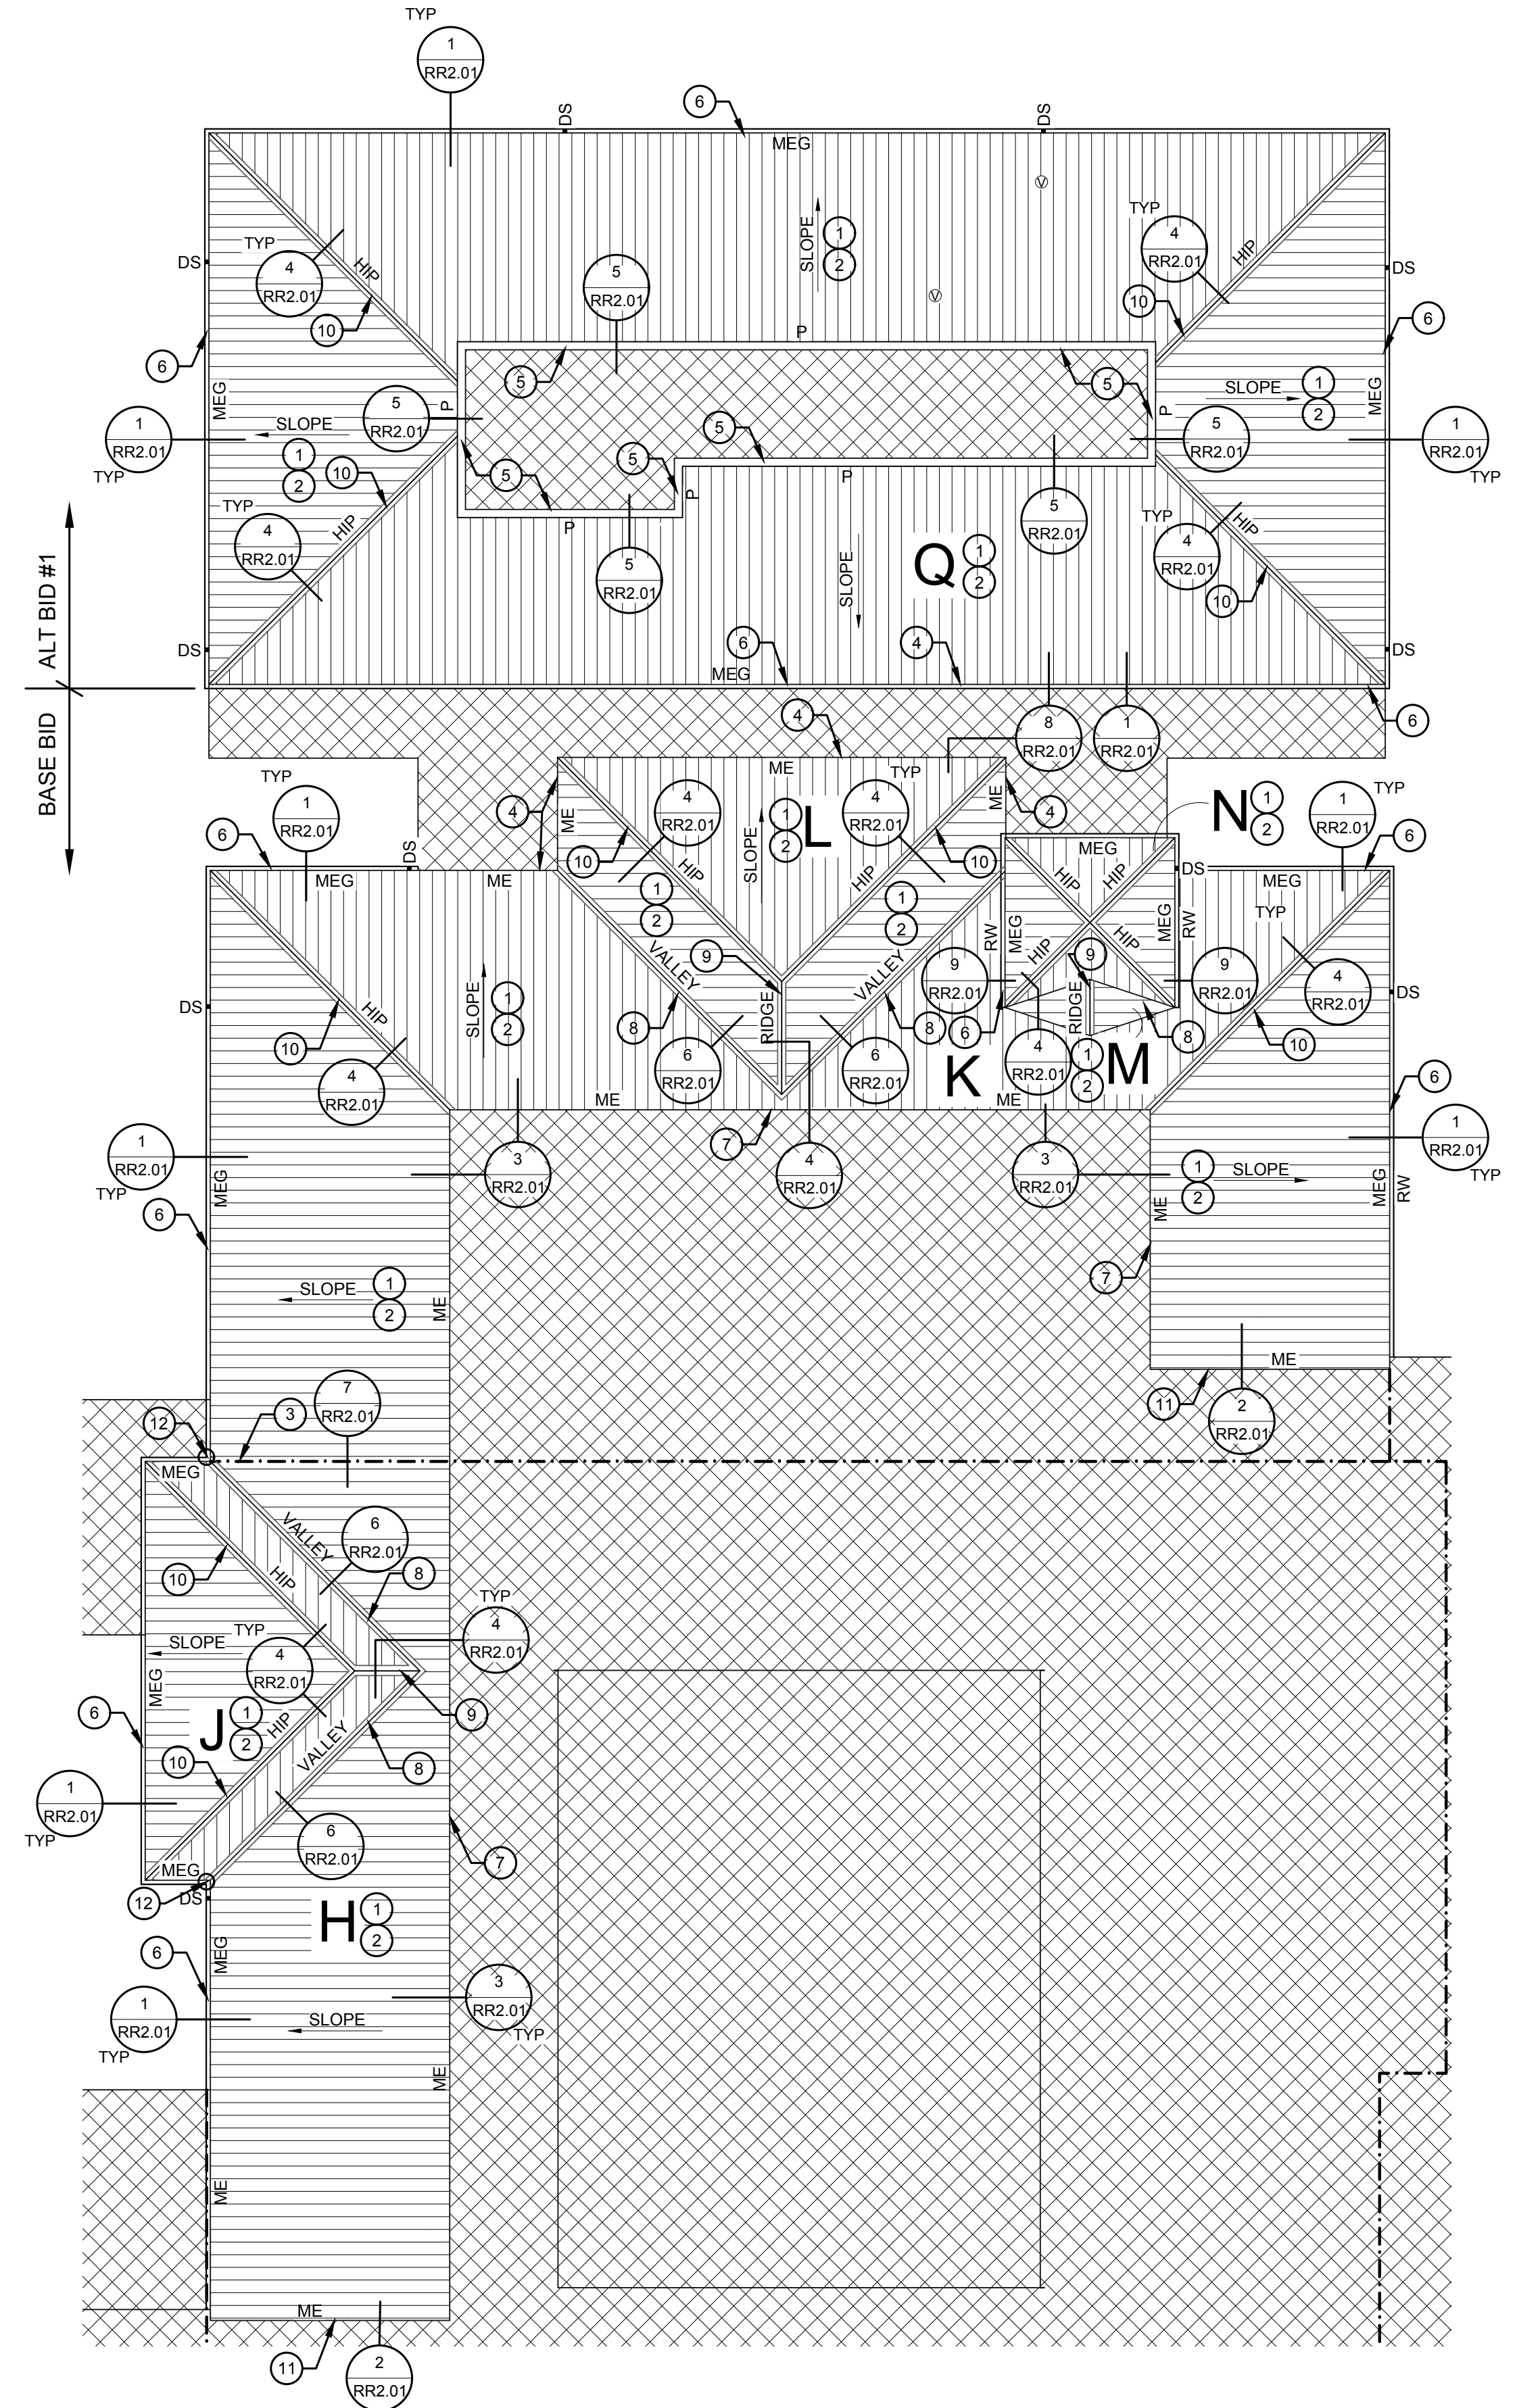 TYP
1
RR2.01
6
DS
DS
MEG
V
TYP
4
RR2.01
HIP
10
5
RR2.01
SLOPE
1
2
V
TYP
4
RR2.01
HIP
10
DS
DS
6
6
P
MEG
5
5
5
RR2.01
P
SLOPE
1
2
10
1
RR2.01
TYP
5
5
5
P
SLOPE
1
2
MEG
P
5
RR2.01
1
RR2.01
TYP
TYP
4
RR2.01
HIP
P
P
5
RR2.01
5
RR2.01
TYP
4
RR2.01
HIP
10
SLOPE
Q
1
2
ALT BID #1
DS
6
4
MEG
DS
BASE BID
4
8
RR2.01
1
RR2.01
6
TYP
1
RR2.01
6
DS
MEG
ME
4
ME
ME
4
RR2.01
10
HIP
SLOPE
1
2
L
TYP
4
RR2.01
ME
4
10
HIP
N
1
2
TYP
1
RR2.01
6
MEG
HIP
HIP
DS
MEG
1
2
1
2
VALLEY
9
VALLEY
RIDGE
RW
MEG
HIP
HIP
MEG
RW
TYP
9
RR2.01
9
9
RR2.01
4
RR2.01
DS
DS
HIP
10
SLOPE
1
2
8
8
6
RIDGE
8
10
4
RR2.01
6
RR2.01
6
RR2.01
K
4
RR2.01
1
2
M
6
ME
ME
1
RR2.01
TYP
MEG
3
RR2.01
7
4
RR2.01
3
RR2.01
1
2
SLOPE
MEG
RW
1
RR2.01
TYP
6
ME
7
SLOPE
1
2
ME
ME
11
2
RR2.01
7
RR2.01
3
12
MEG
VALLEY
6
RR2.01
HIP
10
8
TYP
4
RR2.01
SLOPE
TYP
4
RR2.01
MEG
6
J
1
2
HIP
VALLEY
9
10
8
1
RR2.01
TYP
6
RR2.01
7
MEG
12
DS
H
1
2
6
MEG
1
RR2.01
TYP
SLOPE
3
RR2.01
TYP
ME
ME
ME
11
2
RR2.01